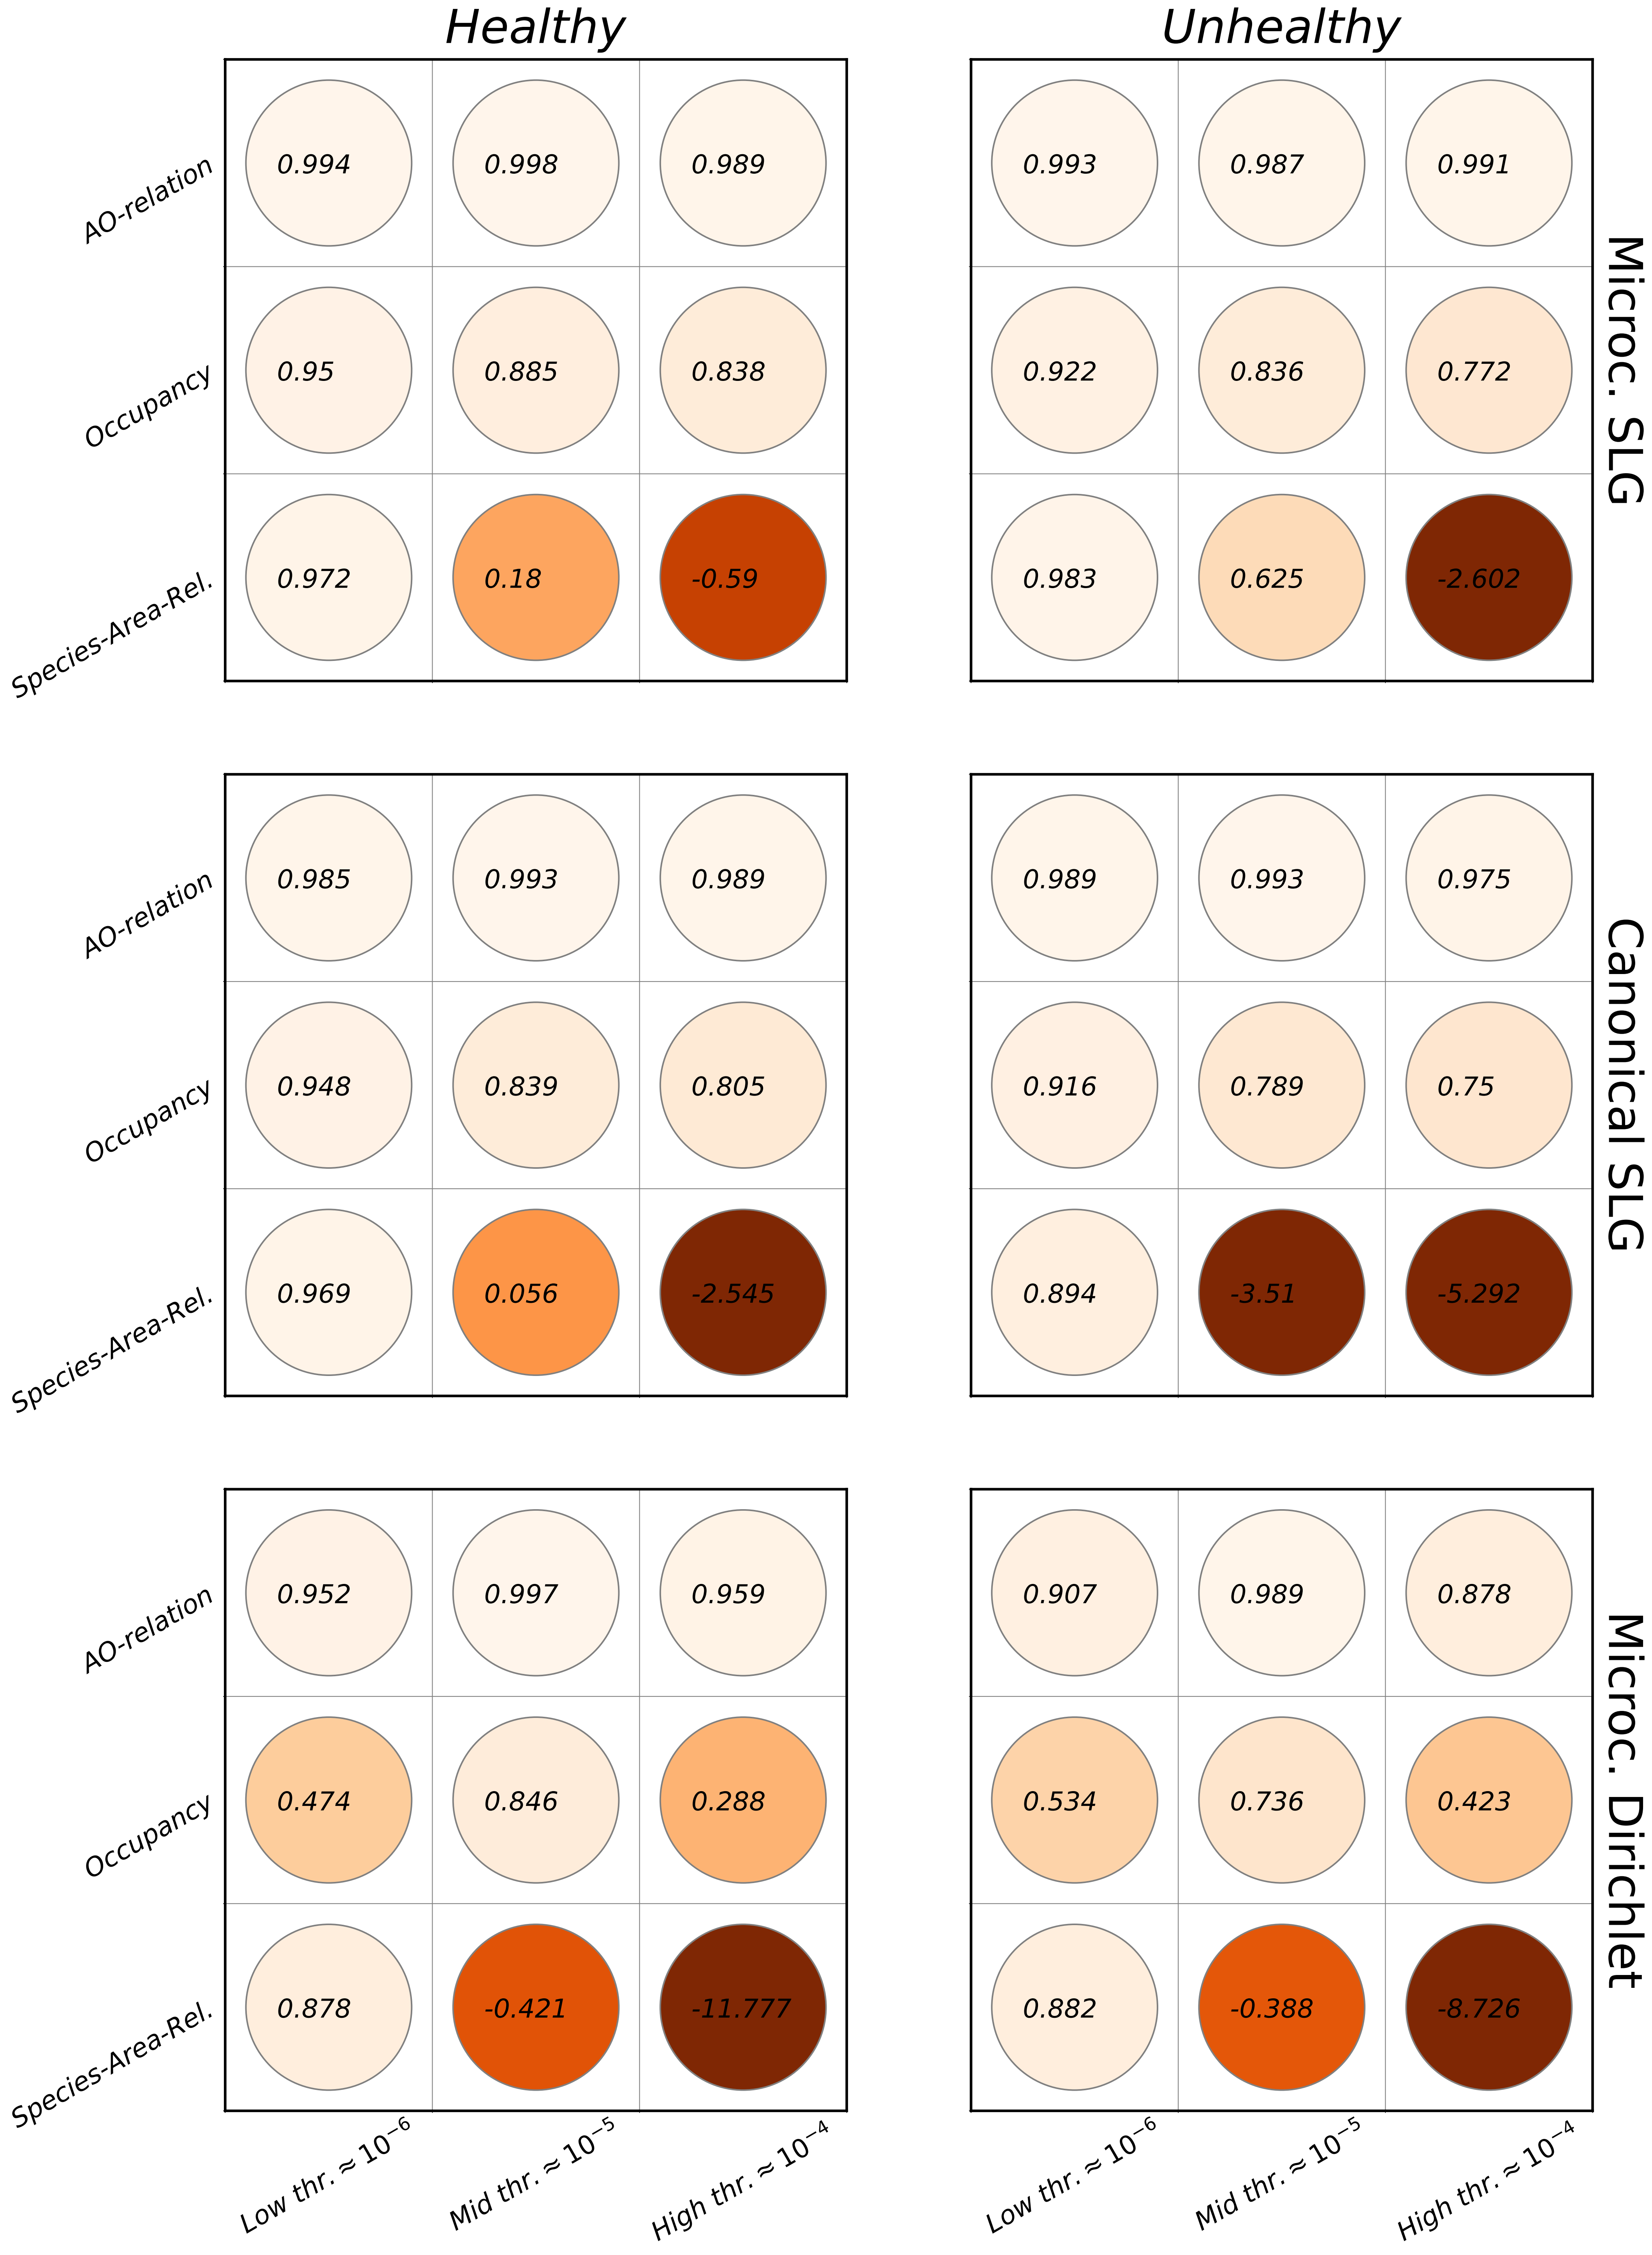 Healthy Unhealthy
AO-relation 0.994 0.998 0.989 0.993 0.987 0.991
Occupancy 0.95 0.885 0.838 0.922 0.836 0.772
Species-Area-Rel. 0.972 0.18 -0.59 0.983 0.625 -2.602
Microc. SLG
AO-relation 0.985 0.993 0.989 0.989 0.993 0.975
Occupancy 0.948 0.839 0.805 0.916 0.789 0.75
Species-Area-Rel. 0.969 0.056 -2.545 0.894 -3.51 -5.292
Canonical SLG
AO-relation 0.952 0.997 0.959 0.907 0.989 0.878
Occupancy 0.474 0.846 0.288 0.534 0.736 0.423
Species-Area-Rel. 0.878 -0.421 -11.777 0.882 -0.388 -8.726
Microc. Dirichlet
Low thr. ≈ 10⁻⁶ Mid thr. ≈ 10⁻⁵ High thr. ≈ 10⁻⁴ Low thr. ≈ 10⁻⁶ Mid thr. ≈ 10⁻⁵ High thr. ≈ 10⁻⁴